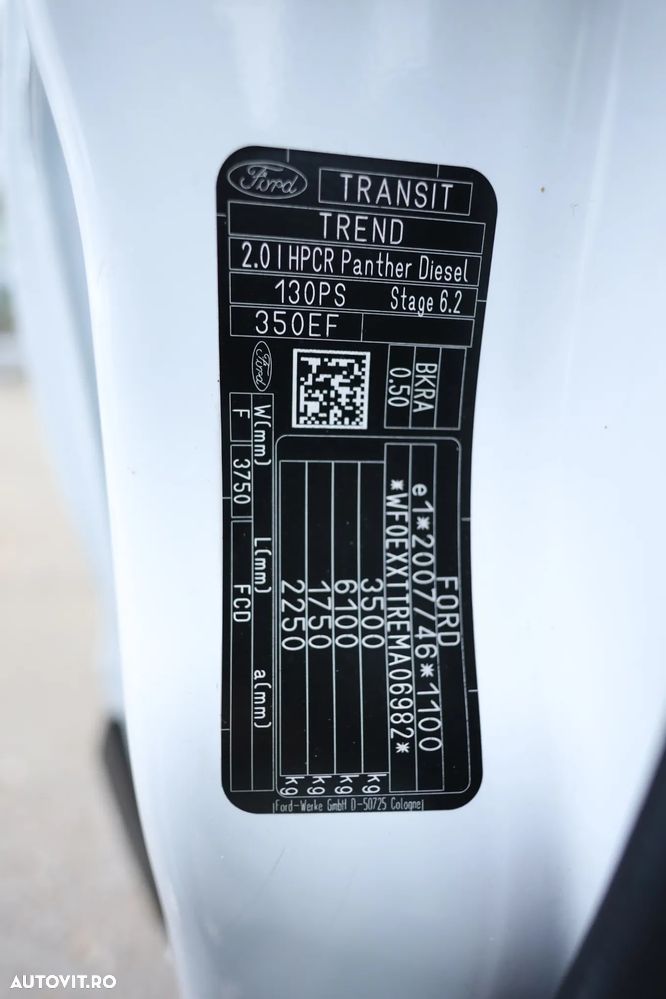 Ford TRANSIT
TREND
2.0 l HPCR Panther Diesel
130PS Stage 6.2
350EF
Ford
BKRA
0.50
FORD
e1*2007/46*1100
*WF0EXXTTREMA06982*
3500 kg
6100 kg
1750 kg
2250 kg
W(mm) L(mm) a(mm)
F 3750 FCD
Ford-Werke GmbH D-50725 Cologne
AUTOVIT.RO